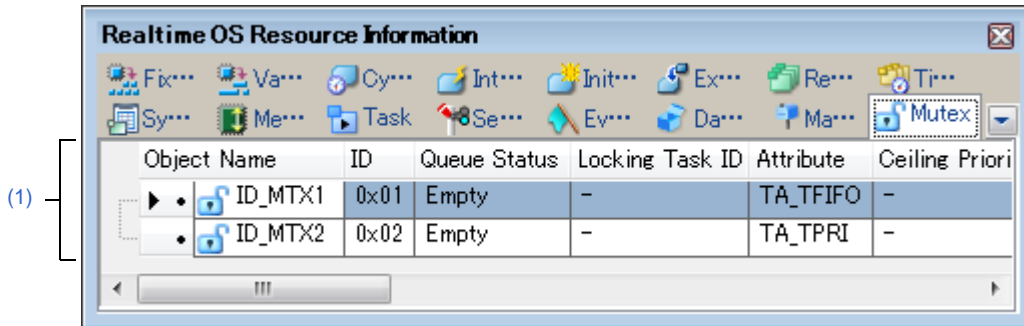 Realtime OS Resource Information
Fix··· Va··· Cy··· Int··· Init··· Ex··· Re··· Ti···
Sy··· Me··· Task Se··· Ev··· Da··· Ma··· Mutex
(1)
Object Name ID Queue Status Locking Task ID Attribute Ceiling Priori
ID_MTX1 0x01 Empty - TA_TFIFO -
ID_MTX2 0x02 Empty - TA_TPRI -